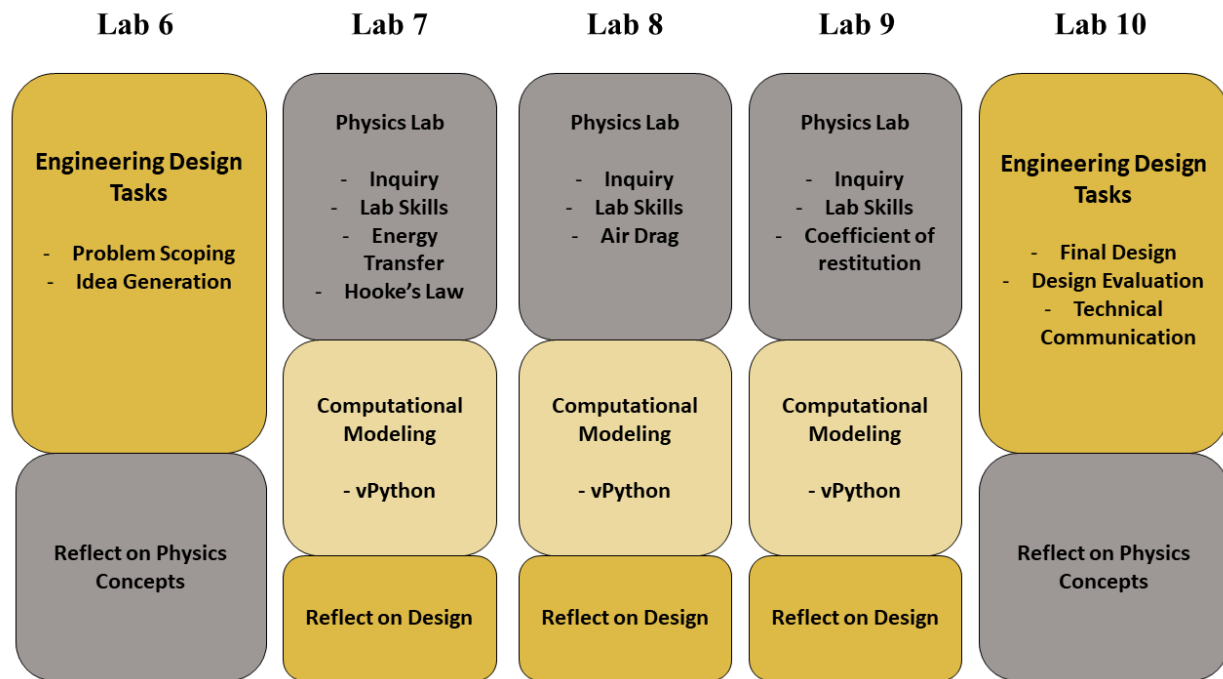 Lab 6
Lab 7
Lab 8
Lab 9
Lab 10
Engineering Design
Tasks
- Problem Scoping
- Idea Generation
Reflect on Physics
Concepts
Physics Lab
- Inquiry
- Lab Skills
- Energy
Transfer
- Hooke's Law
Computational
Modeling
- vPython
Reflect on Design
Physics Lab
- Inquiry
- Lab Skills
- Air Drag
Computational
Modeling
- vPython
Reflect on Design
Physics Lab
- Inquiry
- Lab Skills
- Coefficient of
restitution
Computational
Modeling
- vPython
Reflect on Design
Engineering Design
Tasks
- Final Design
- Design Evaluation
- Technical
Communication
Reflect on Physics
Concepts